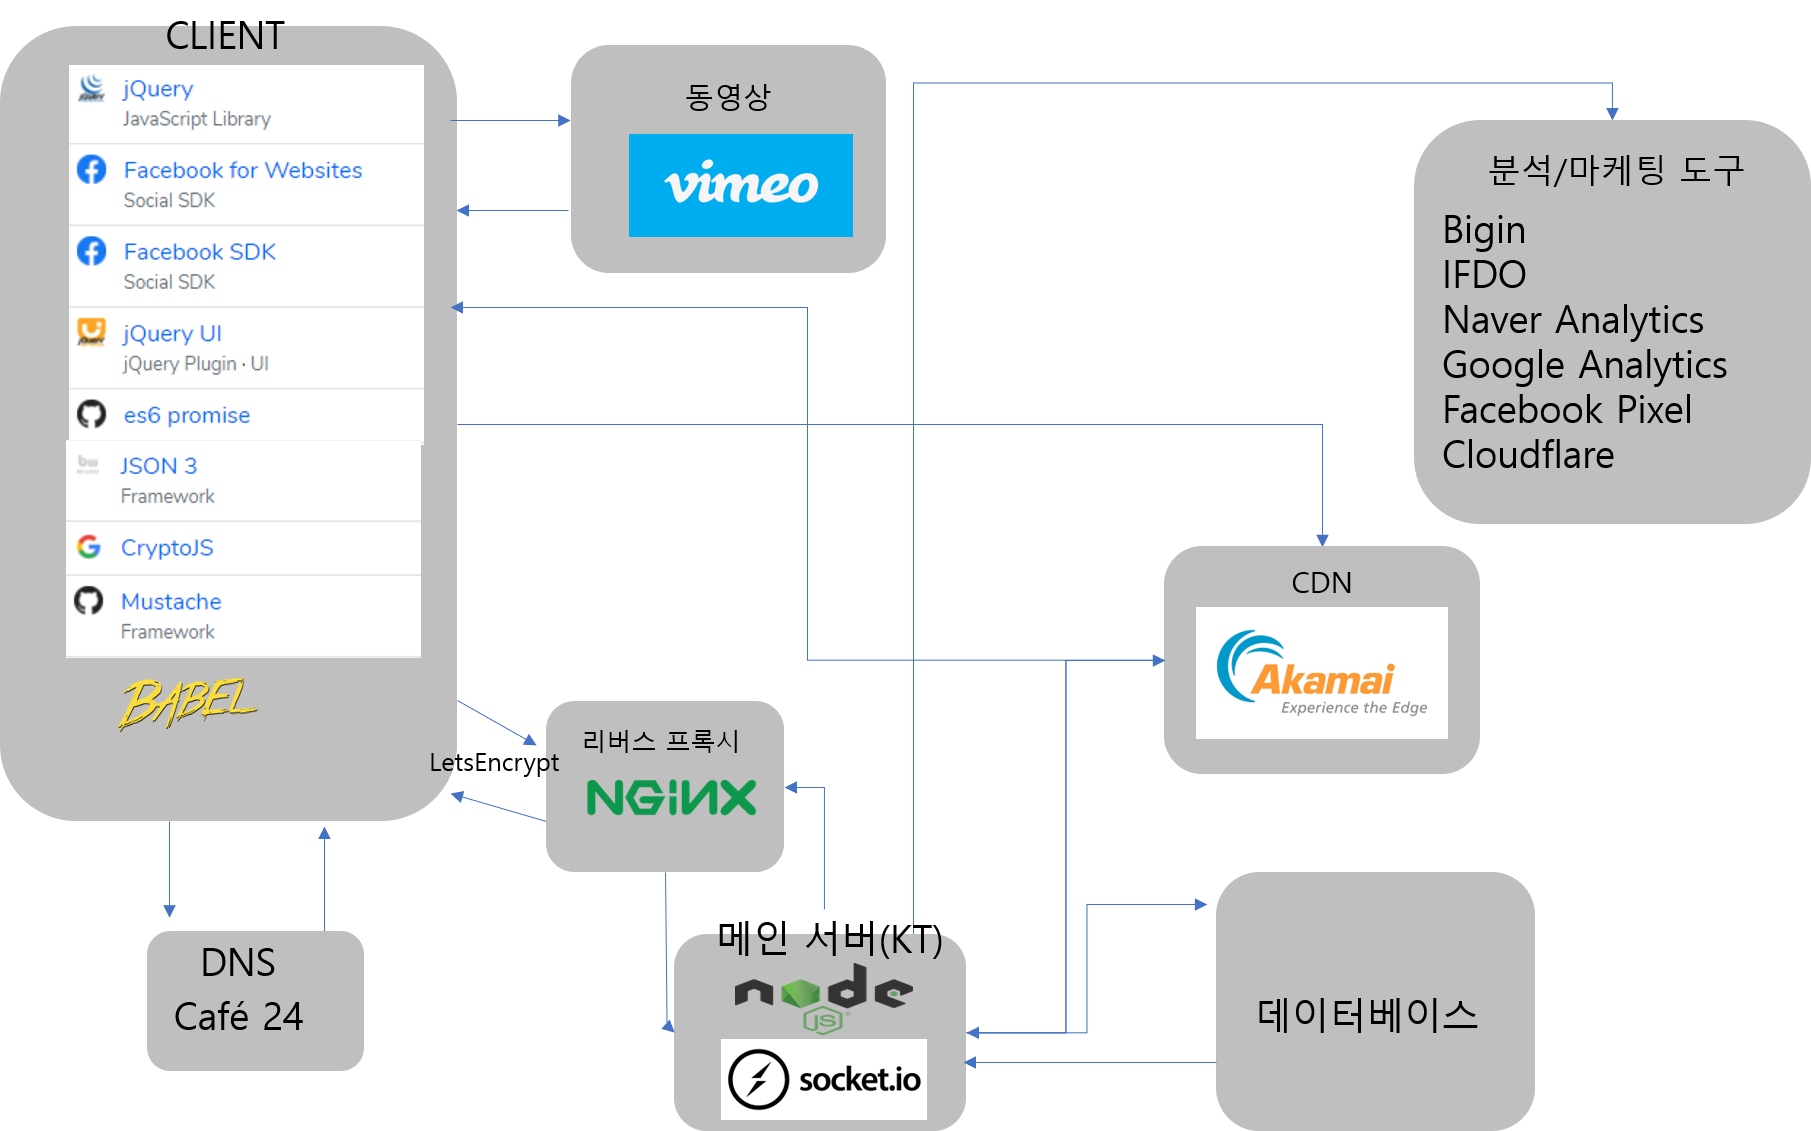 CLIENT
jQuery
JavaScript Library
Facebook for Websites
Social SDK
Facebook SDK
Social SDK
jQuery UI
jQuery Plugin · UI
es6 promise
JSON 3
Framework
CryptoJS
Mustache
Framework
BABEL
동영상
vimeo
분석/마케팅 도구
Bigin
IFDO
Naver Analytics
Google Analytics
Facebook Pixel
Cloudflare
CDN
Akamai
Experience the Edge
LetsEncrypt
리버스 프록시
NGINX
DNS
Café 24
메인 서버(KT)
node
JS
socket.io
데이터베이스